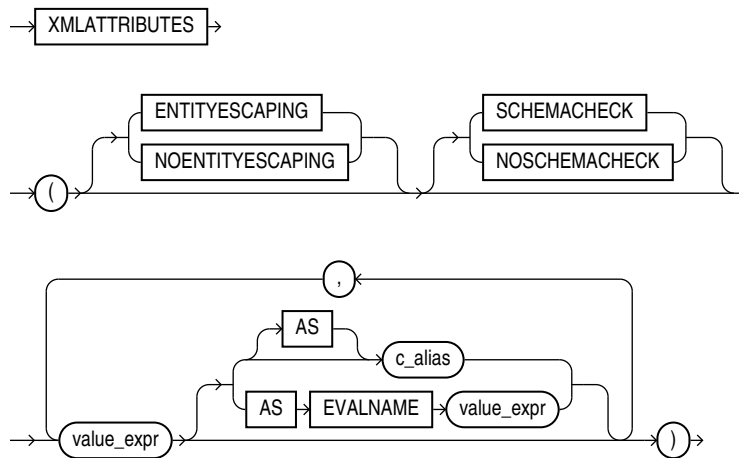 XMLATTRIBUTES
ENTITYESCAPING SCHEMACHECK
NOENTITYESCAPING NOSCHEMACHECK
(
,
AS
c_alias
AS EVALNAME value_expr
value_expr )